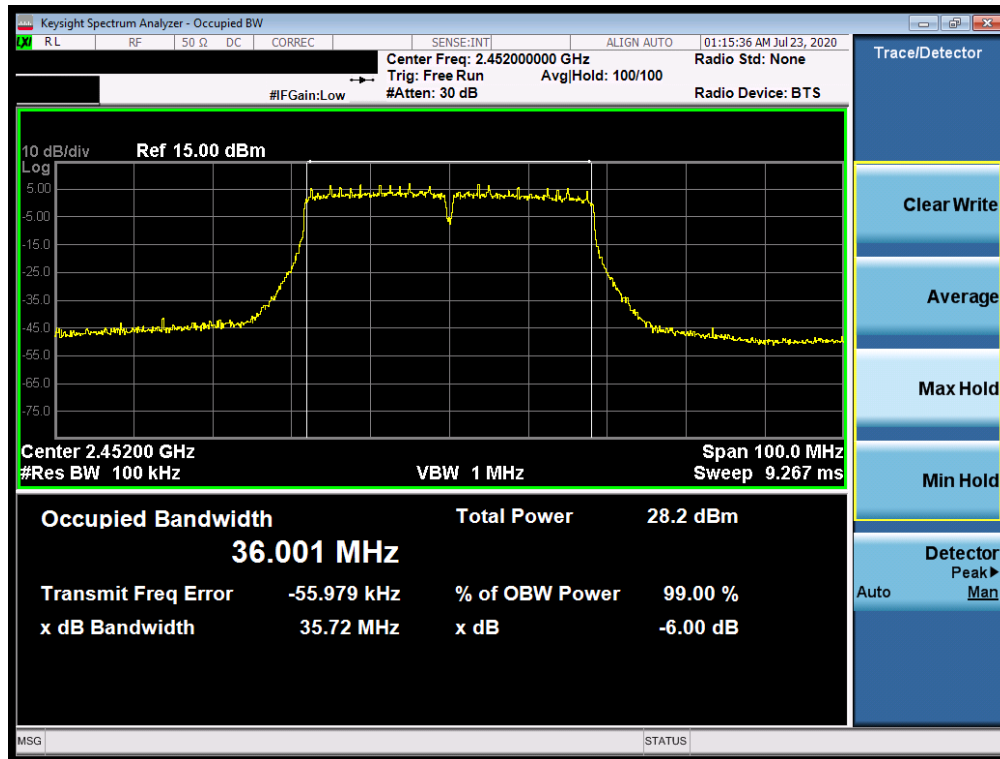 Keysight Spectrum Analyzer - Occupied BW
LXI RL RF 50 Ω DC CORREC SENSE:INT ALIGN AUTO 01:15:36 AM Jul 23, 2020
Center Freq: 2.452000000 GHz Radio Std: None
Trig: Free Run Avg|Hold: 100/100
#IFGain:Low #Atten: 30 dB Radio Device: BTS
10 dB/div Ref 15.00 dBm
Log
5.00
-5.00
-15.0
-25.0
-35.0
-45.0
-55.0
-65.0
-75.0
Center 2.45200 GHz Span 100.0 MHz
#Res BW 100 kHz VBW 1 MHz Sweep 9.267 ms
Occupied Bandwidth Total Power 28.2 dBm
36.001 MHz
Transmit Freq Error -55.979 kHz % of OBW Power 99.00 %
x dB Bandwidth 35.72 MHz x dB -6.00 dB
MSG STATUS
Trace/Detector
Clear Write
Average
Max Hold
Min Hold
Detector
Peak▶
Auto Man